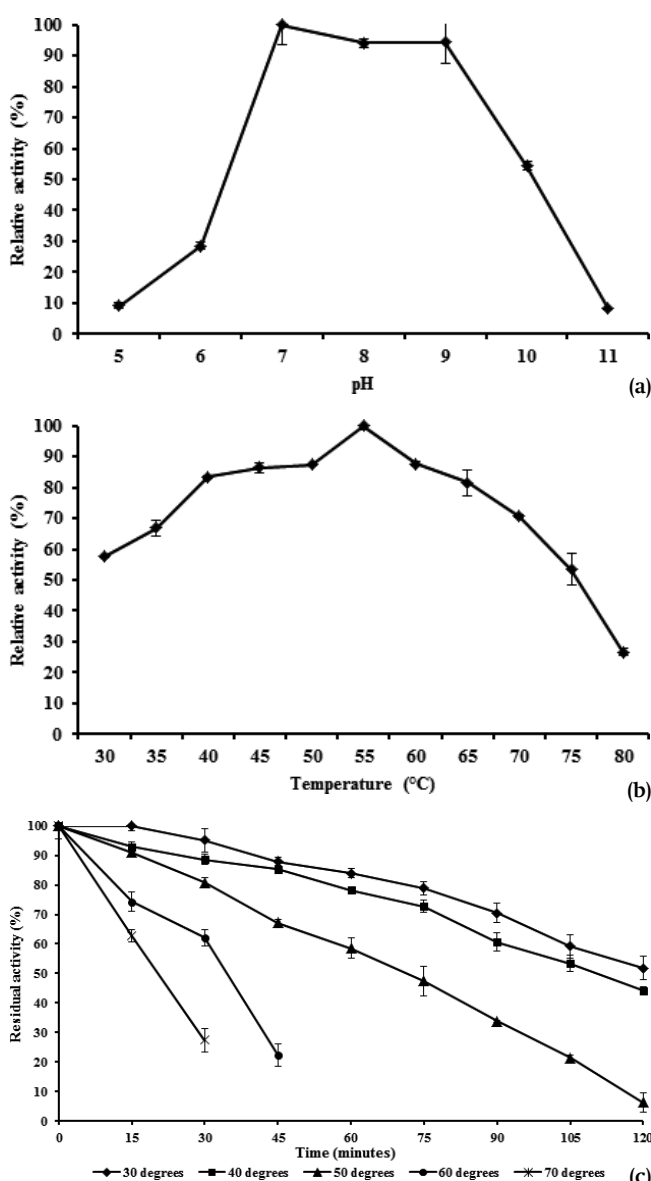 100
90
80
70
60
50
40
30
20
10
0
Relative activity (%)
5 6 7 8 9 10 11
pH
(a)
100
90
80
70
60
50
40
30
20
10
0
Relative activity (%)
30 35 40 45 50 55 60 65 70 75 80
Temperature (°C)
(b)
100
90
80
70
60
50
40
30
20
10
0
Residual activity (%)
0 15 30 45 60 75 90 105 120
Time (minutes)
30 degrees 40 degrees 50 degrees 60 degrees 70 degrees
(c)